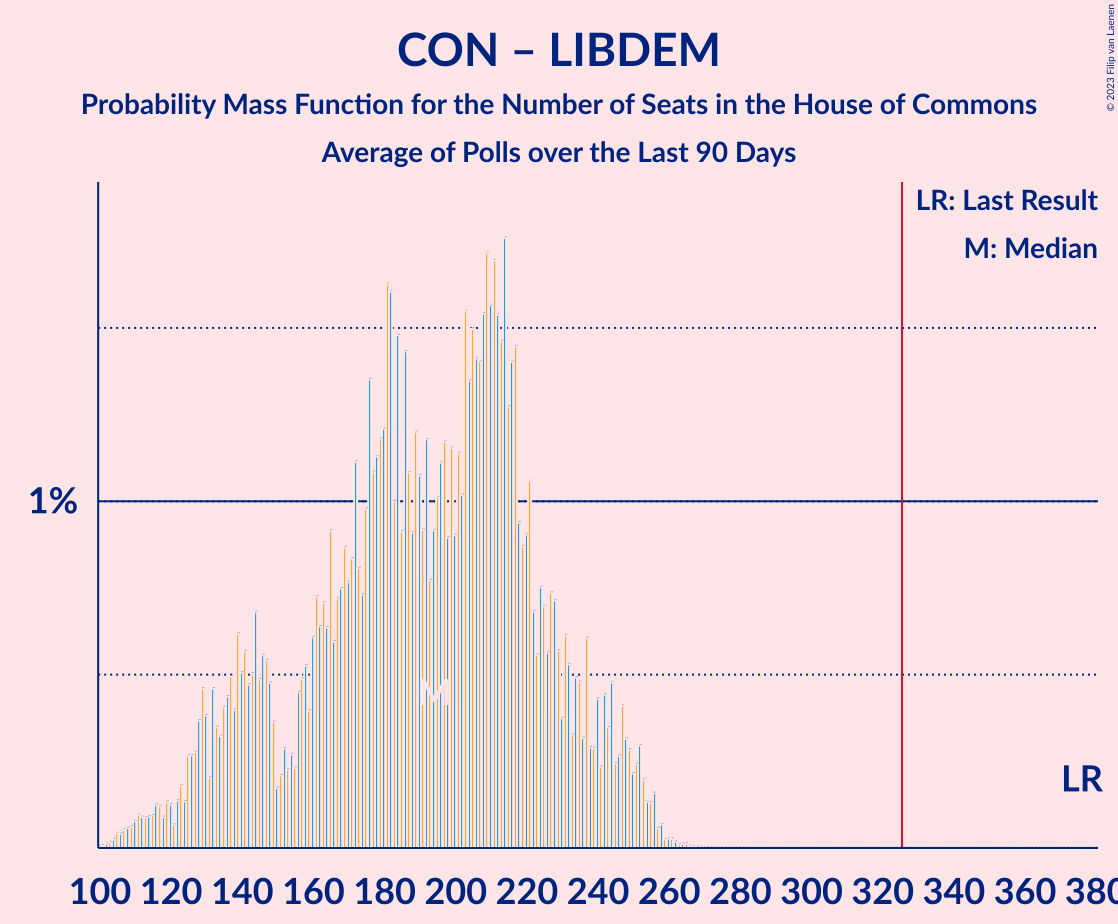 CON – LIBDEM
Probability Mass Function for the Number of Seats in the House of Commons
Average of Polls over the Last 90 Days
© 2023 Filip van Laenen
LR: Last Result
M: Median
1%
M
LR
100 120 140 160 180 200 220 240 260 280 300 320 340 360 380